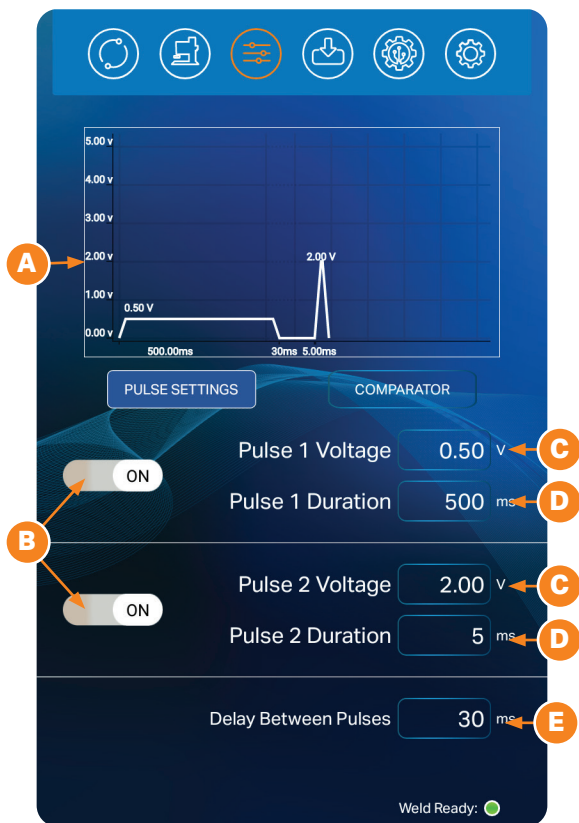 5.00 v
4.00 v
3.00 v
A
2.00 v
2.00 V
1.00 v
0.50 V
0.00 v
500.00ms 30ms 5.00ms
PULSE SETTINGS COMPARATOR
Pulse 1 Voltage 0.50 V C
ON
Pulse 1 Duration 500 ms D
B
Pulse 2 Voltage 2.00 V C
ON
Pulse 2 Duration 5 ms D
Delay Between Pulses 30 ms E
Weld Ready: